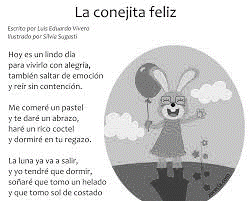 La conejita feliz
Escrito por Luis Eduardo Vivero
Ilustrado por Silvia Sugasti
Hoy es un lindo día
para vivirlo con alegría,
también saltar de emoción
y reír sin contención.
Me comeré un pastel
y te daré un abrazo,
haré un rico coctel
y dormiré en tu regazo.
La luna ya va a salir,
y yo tendré que dormir,
soñaré que tomo un helado
y que tomo sol de costado